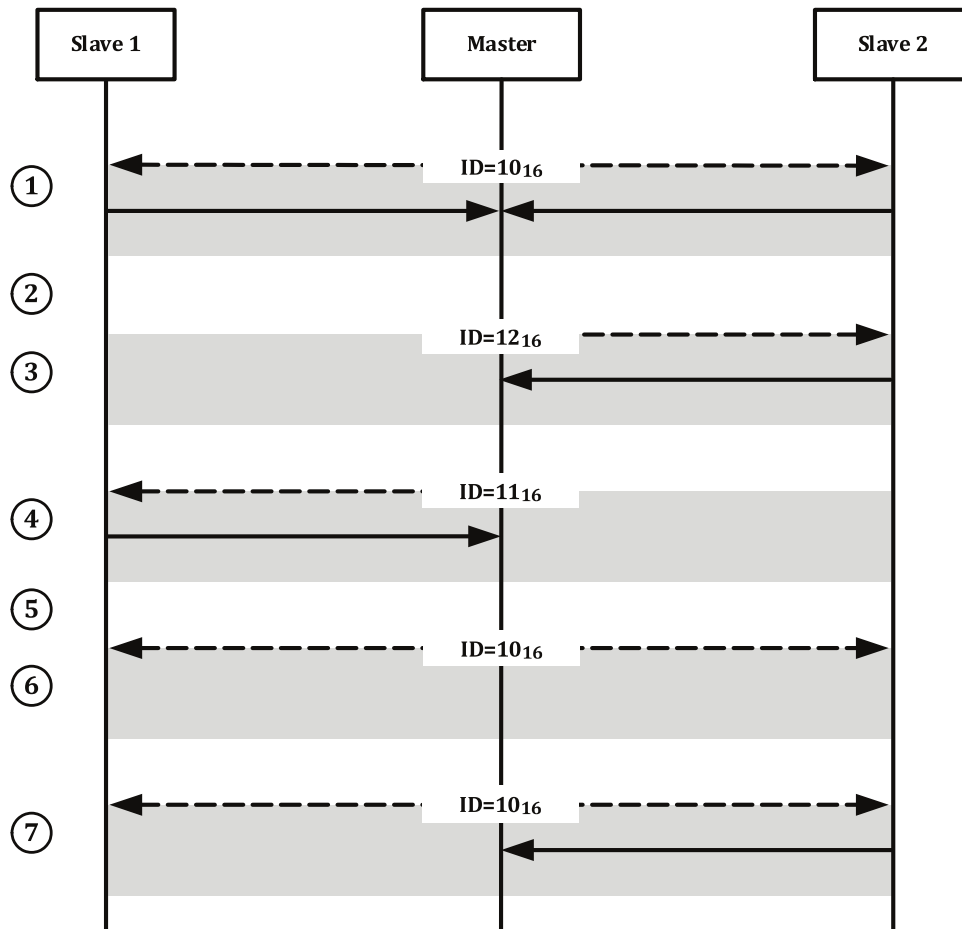 Slave 1 Master Slave 2
ID=10₁₆
1
2
ID=12₁₆
3
ID=11₁₆
4
5
ID=10₁₆
6
ID=10₁₆
7